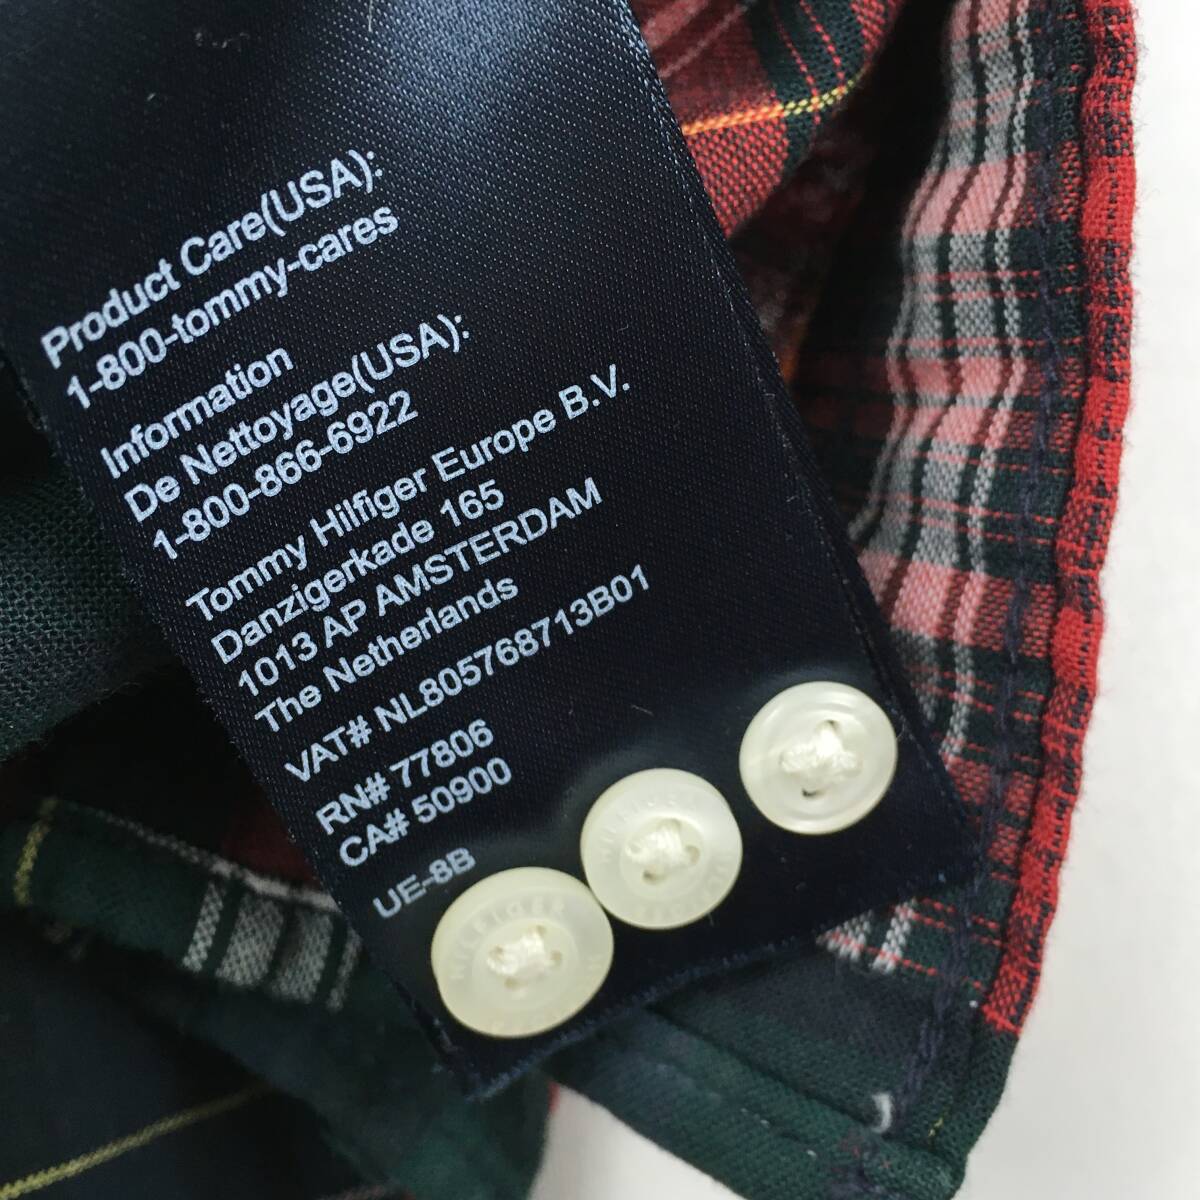 Product Care(USA):
1-800-tommy-cares
Information
De Nettoyage(USA):
1-800-866-6922
Tommy Hilfiger Europe B.V.
Danzigerkade 165
1013 AP AMSTERDAM
The Netherlands
VAT# NL805768713B01
RN# 77806
CA# 50900
UE-8B